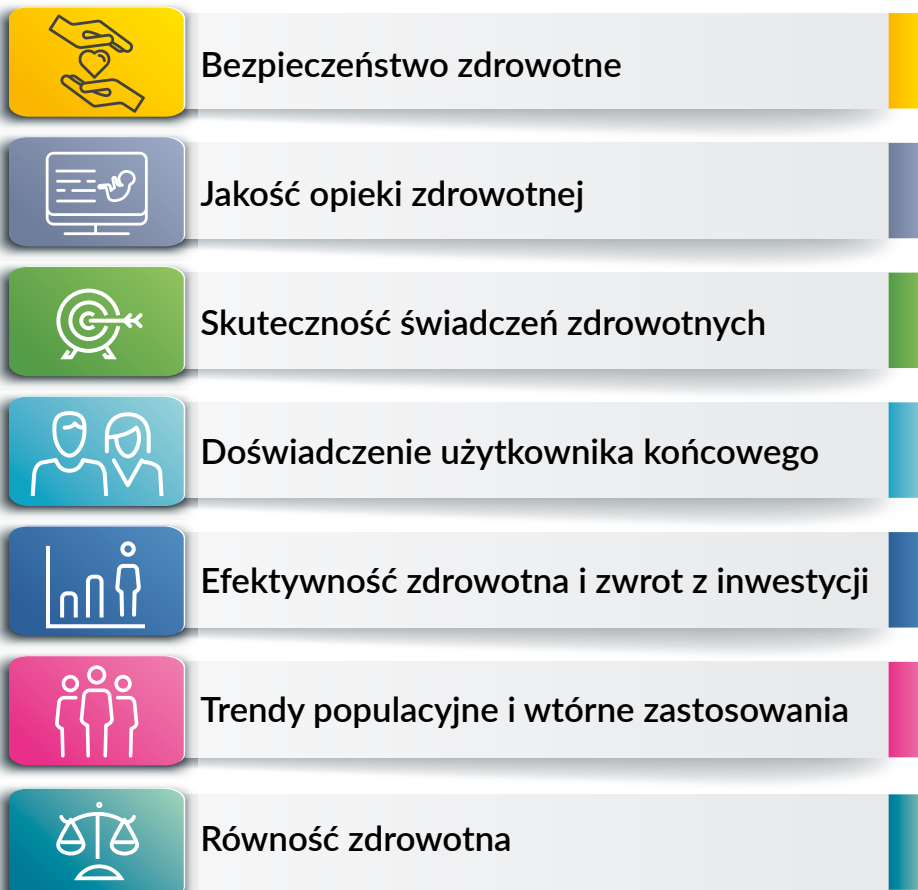 Bezpieczeństwo zdrowotne
Jakość opieki zdrowotnej
Skuteczność świadczeń zdrowotnych
Doświadczenie użytkownika końcowego
Efektywność zdrowotna i zwrot z inwestycji
Trendy populacyjne i wtórne zastosowania
Równość zdrowotna